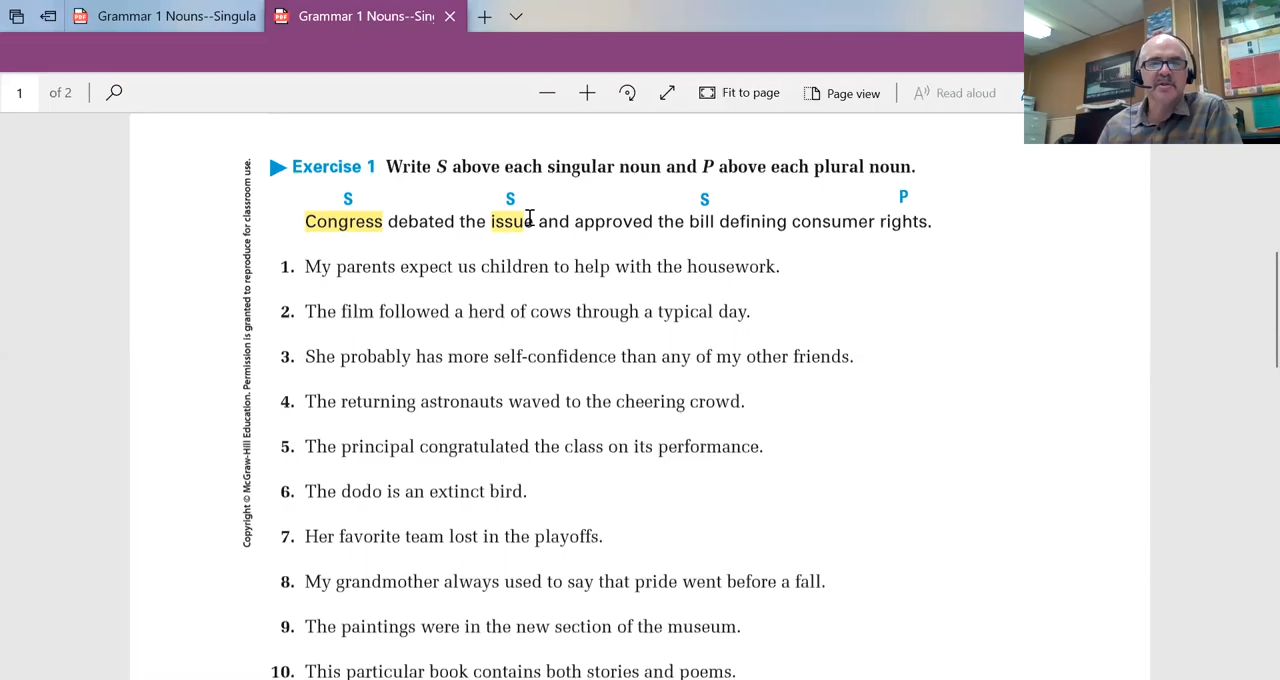 Grammar 1 Nouns--Singula
Grammar 1 Nouns--Sin
1 of 2
Fit to page
Page view
Read aloud
Copyright © McGraw-Hill Education. Permission is granted to reproduce for classroom use.
Exercise 1 Write S above each singular noun and P above each plural noun.
S S S P
Congress debated the issue and approved the bill defining consumer rights.
1. My parents expect us children to help with the housework.
2. The film followed a herd of cows through a typical day.
3. She probably has more self-confidence than any of my other friends.
4. The returning astronauts waved to the cheering crowd.
5. The principal congratulated the class on its performance.
6. The dodo is an extinct bird.
7. Her favorite team lost in the playoffs.
8. My grandmother always used to say that pride went before a fall.
9. The paintings were in the new section of the museum.
10. This particular book contains both stories and poems.